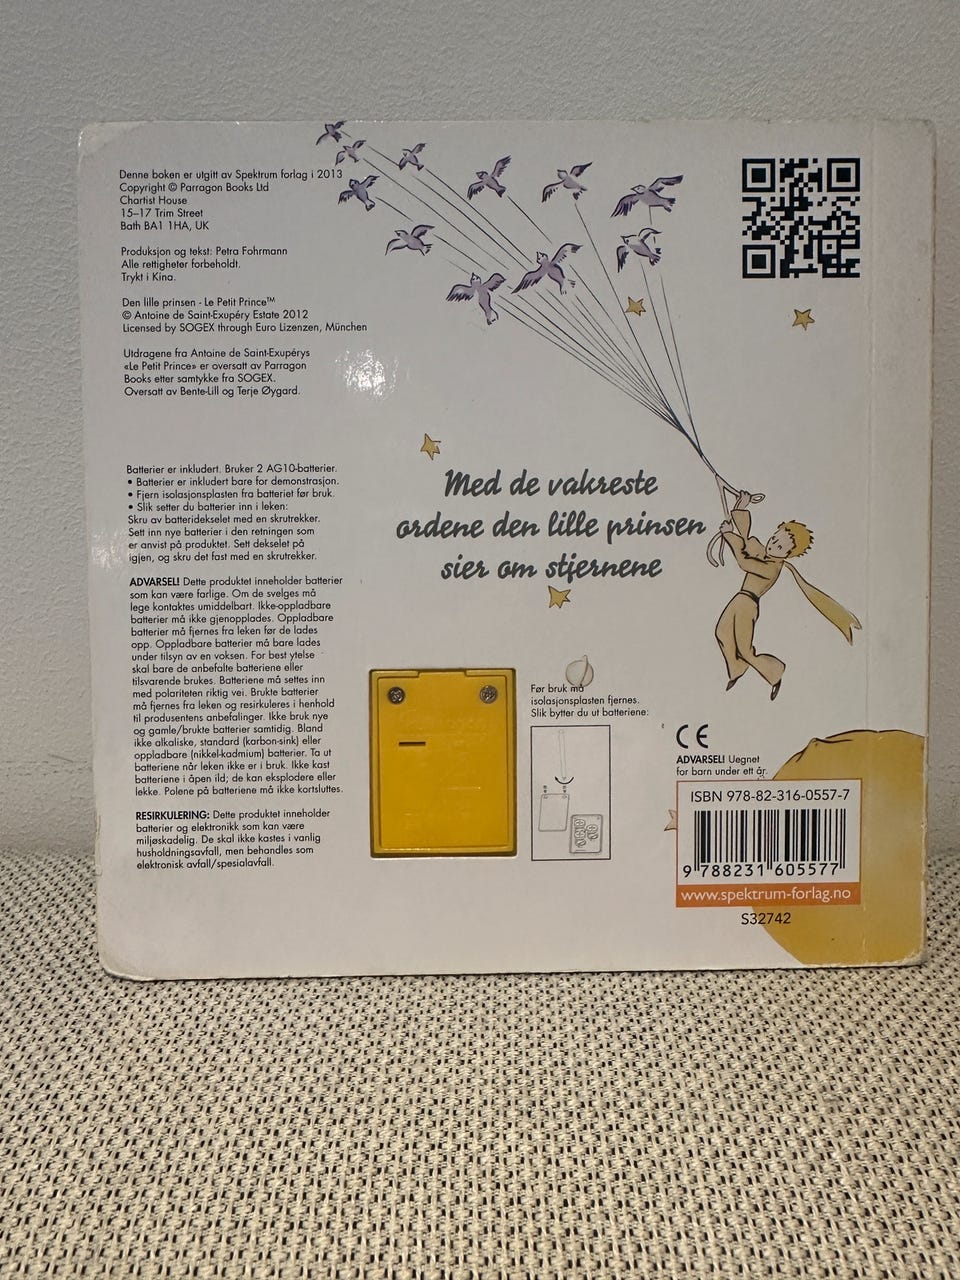 Denne boken er utgitt av Spektrum forlag i 2013
Copyright © Parragon Books Ltd
Chartist House
15–17 Trim Street
Bath BA1 1HA, UK
Produksjon og tekst: Petra Fohrmann
Alle rettigheter forbeholdt.
Trykt i Kina.
Den lille prinsen - Le Petit Prince™
© Antoine de Saint-Exupéry Estate 2012
Licensed by SOGEX through Euro Lizenzen, München
Utdragene fra Antoine de Saint-Exupérys
«Le Petit Prince» er oversatt av Parragon
Books etter samtykke fra SOGEX.
Oversatt av Bente-Lill og Terje Øygard.
Batterier er inkludert. Bruker 2 AG10-batterier.
• Batterier er inkludert bare for demonstrasjon.
• Fjern isolasjonsplasten fra batteriet før bruk.
• Slik setter du batterier inn i leken:
Skru av batteridekselet med en skrutrekker.
Sett inn nye batterier i den retningen som
er anvist på produktet. Sett dekselet på
igjen, og skru det fast med en skrutrekker.
ADVARSEL! Dette produktet inneholder batterier
som kan være farlige. Om de svelges må
lege kontaktes umiddelbart. Ikke-oppladbare
batterier må ikke gjenopplades. Oppladbare
batterier må fjernes fra leken før de lades
opp. Oppladbare batterier må bare lades
under tilsyn av en voksen. For best ytelse
skal bare de anbefalte batteriene eller
tilsvarende brukes. Batteriene må settes inn
med polariteten riktig vei. Brukte batterier
må fjernes fra leken og resirkuleres i henhold
til produsentens anbefalinger. Ikke bruk nye
og gamle/brukte batterier samtidig. Bland
ikke alkaliske, standard (karbon-sink) eller
oppladbare (nikkel-kadmium) batterier. Ta ut
batteriene når leken ikke er i bruk. Ikke kast
batteriene i åpen ild; de kan eksplodere eller
lekke. Polene på batteriene må ikke kortsluttes.
RESIRKULERING: Dette produktet inneholder
batterier og elektronikk som kan være
miljøskadelig. De skal ikke kastes i vanlig
husholdningsavfall, men behandles som
elektronisk avfall/spesialavfall.
Med de vakreste
ordene den lille prinsen
sier om stjernene
Før bruk må
isolasjonsplasten fjernes.
Slik bytter du ut batteriene:
CE
ADVARSEL! Uegnet
for barn under ett år.
ISBN 978-82-316-0557-7
9 788231 605577
www.spektrum-forlag.no
S32742